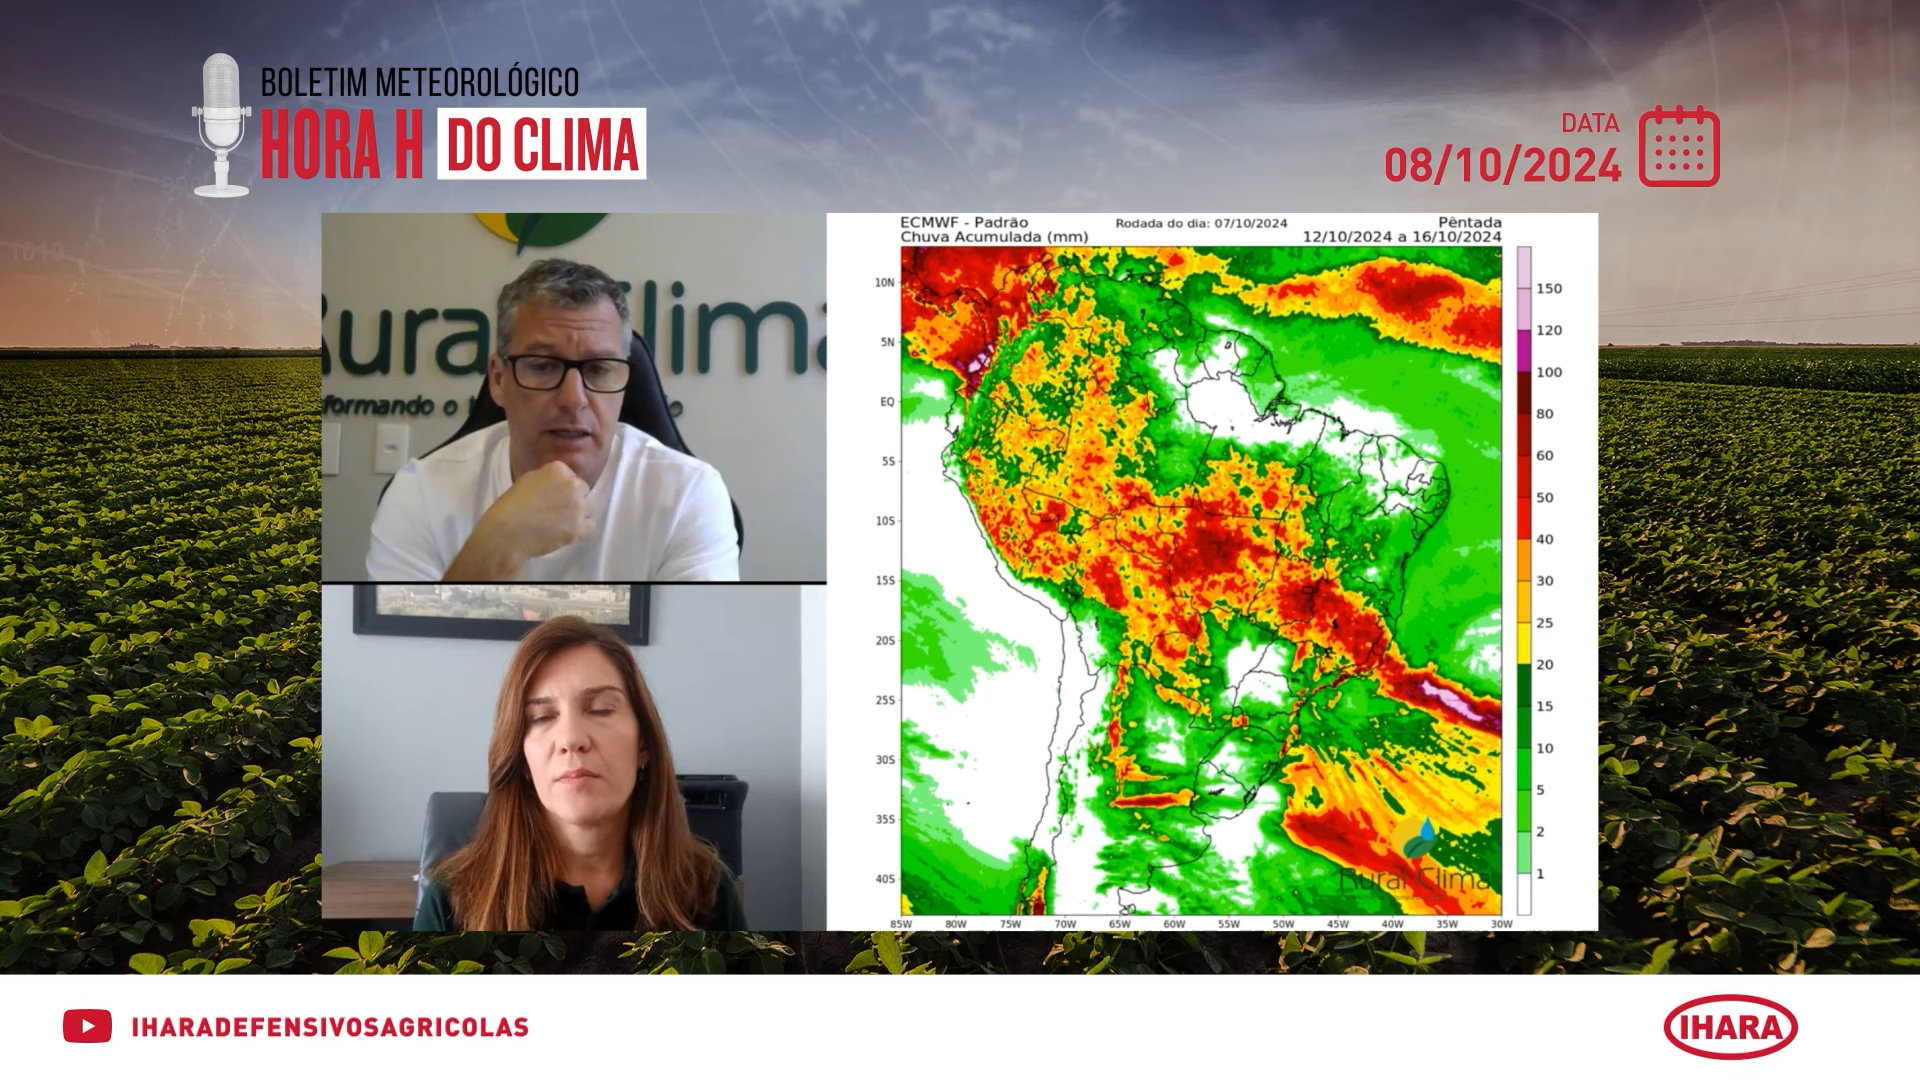 BOLETIM METEOROLÓGICO
HORA H DO CLIMA
DATA
08/10/2024
ECMWF - Padrão
Rodada do dia: 07/10/2024
Pêntada
Chuva Acumulada (mm)
12/10/2024 a 16/10/2024
10N
5N
EQ
5S
10S
15S
20S
25S
30S
35S
40S
85W
80W
75W
70W
65W
60W
55W
50W
45W
40W
35W
30W
150
120
100
80
60
50
40
30
25
20
15
10
5
2
1
Rural Clima
1010
IHARADEFENSIVOSAGRICOLAS
IHARA